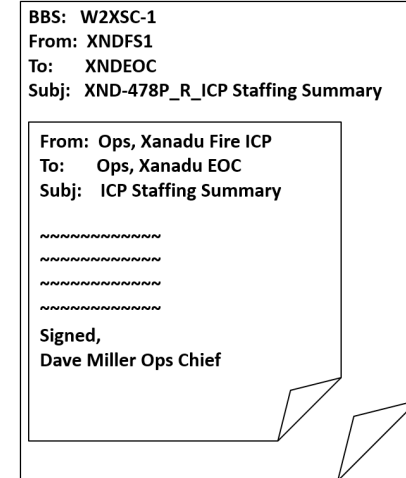 BBS: W2XSC-1
From: XNDFS1
To: XNDEOC
Subj: XND-478P_R_ICP Staffing Summary
From: Ops, Xanadu Fire ICP
To: Ops, Xanadu EOC
Subj: ICP Staffing Summary
~~~~~~~~~~~~
~~~~~~~~~~~~
~~~~~~~~~~~~
~~~~~~~~~~~~
Signed,
Dave Miller Ops Chief